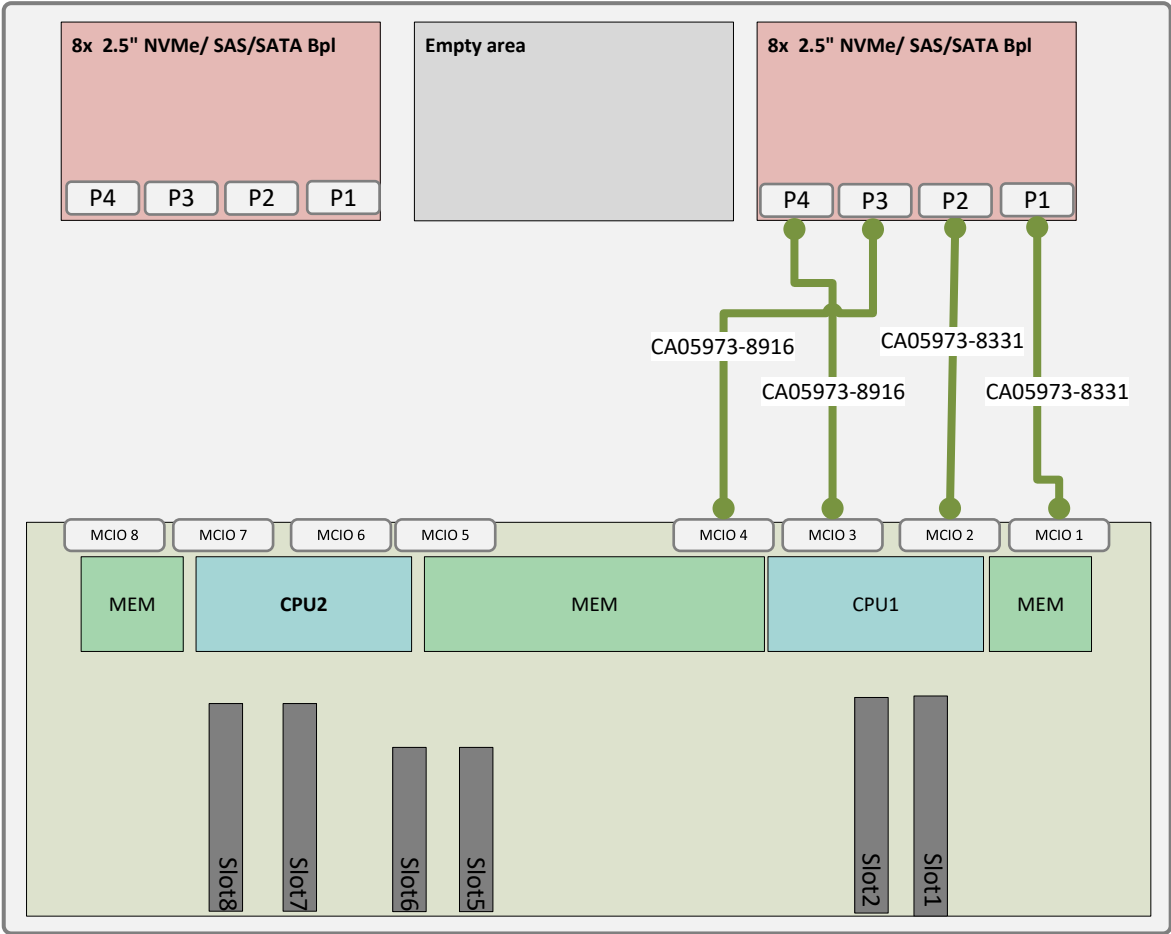 8x  2.5" NVMe/ SAS/SATA Bpl
Empty area
8x  2.5" NVMe/ SAS/SATA Bpl
P4
P3
P2
P1
P4
P3
P2
P1
CA05973-8916
CA05973-8331
CA05973-8916
CA05973-8331
MCIO 8
MCIO 7
MCIO 6
MCIO 5
MCIO 4
MCIO 3
MCIO 2
MCIO 1
MEM
CPU2
MEM
CPU1
MEM
Slot8
Slot7
Slot6
Slot5
Slot2
Slot1